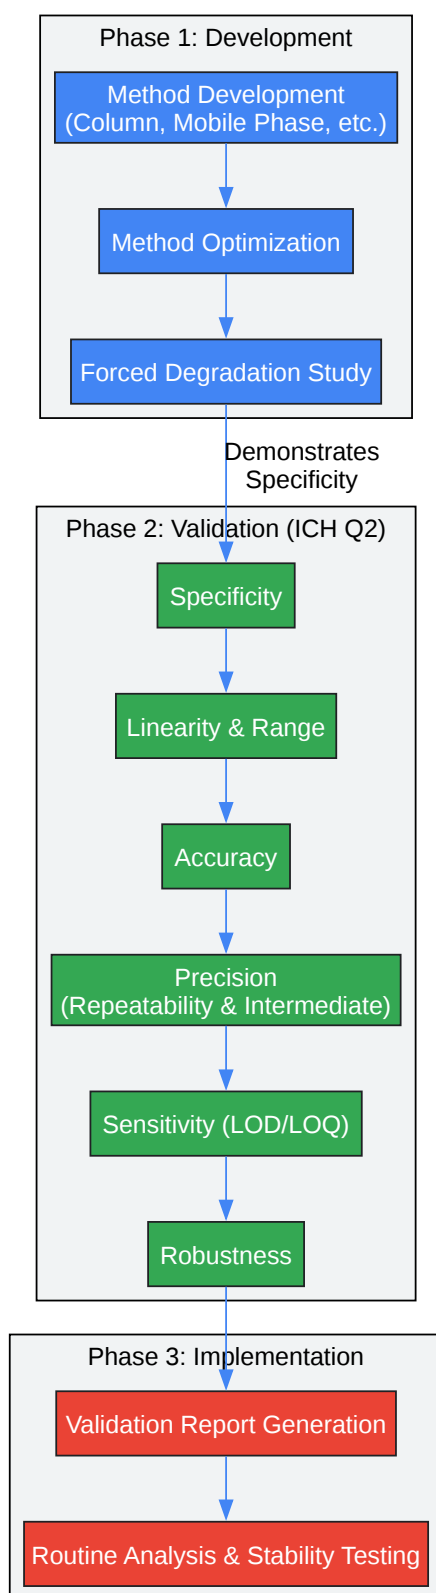 Phase 1: Development
Method Development
(Column, Mobile Phase, etc.)
Method Optimization
Forced Degradation Study
Demonstrates
Specificity
Phase 2: Validation (ICH Q2)
Specificity
Linearity & Range
Accuracy
Precision
(Repeatability & Intermediate)
Sensitivity (LOD/LOQ)
Robustness
Phase 3: Implementation
Validation Report Generation
Routine Analysis & Stability Testing